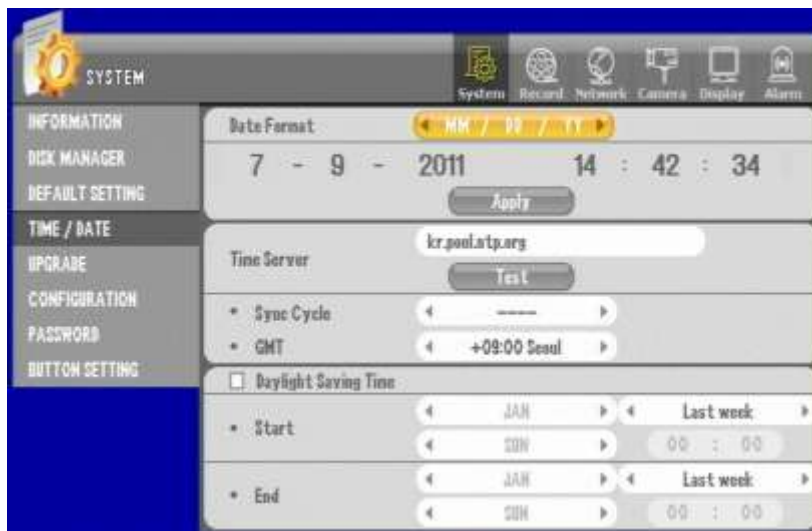 SYSTEM
System Record Network Camera Display Alarm
INFORMATION
DISK MANAGER
DEFAULT SETTING
TIME / DATE
UPGRADE
CONFIGURATION
PASSWORD
BUTTON SETTING
Date Format
MM / DD / YY
7 - 9 - 2011 14 : 42 : 34
Apply
Time Server
kr.pool.ntp.org
Test
• Sync Cycle
----
• GMT
+09:00 Seoul
Daylight Saving Time
• Start
JAN Last week
SUN 00 : 00
• End
JAN Last week
SUN 00 : 00